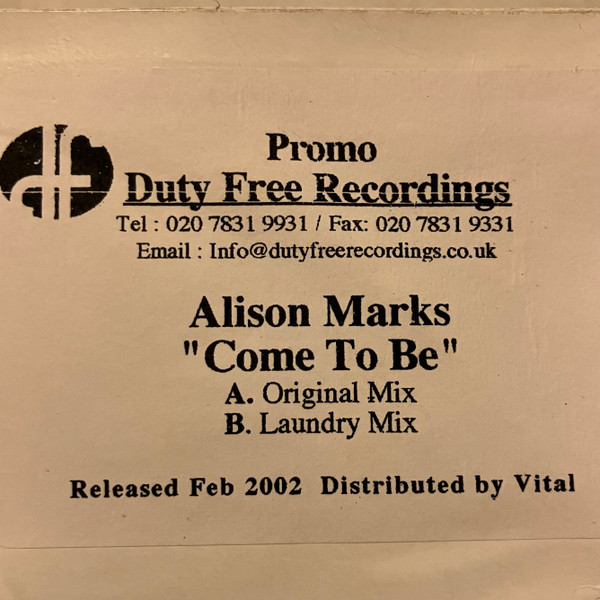 Promo
Duty Free Recordings
Tel : 020 7831 9931 / Fax: 020 7831 9331
Email : Info@dutyfreerecordings.co.uk
Alison Marks
"Come To Be"
A. Original Mix
B. Laundry Mix
Released Feb 2002 Distributed by Vital